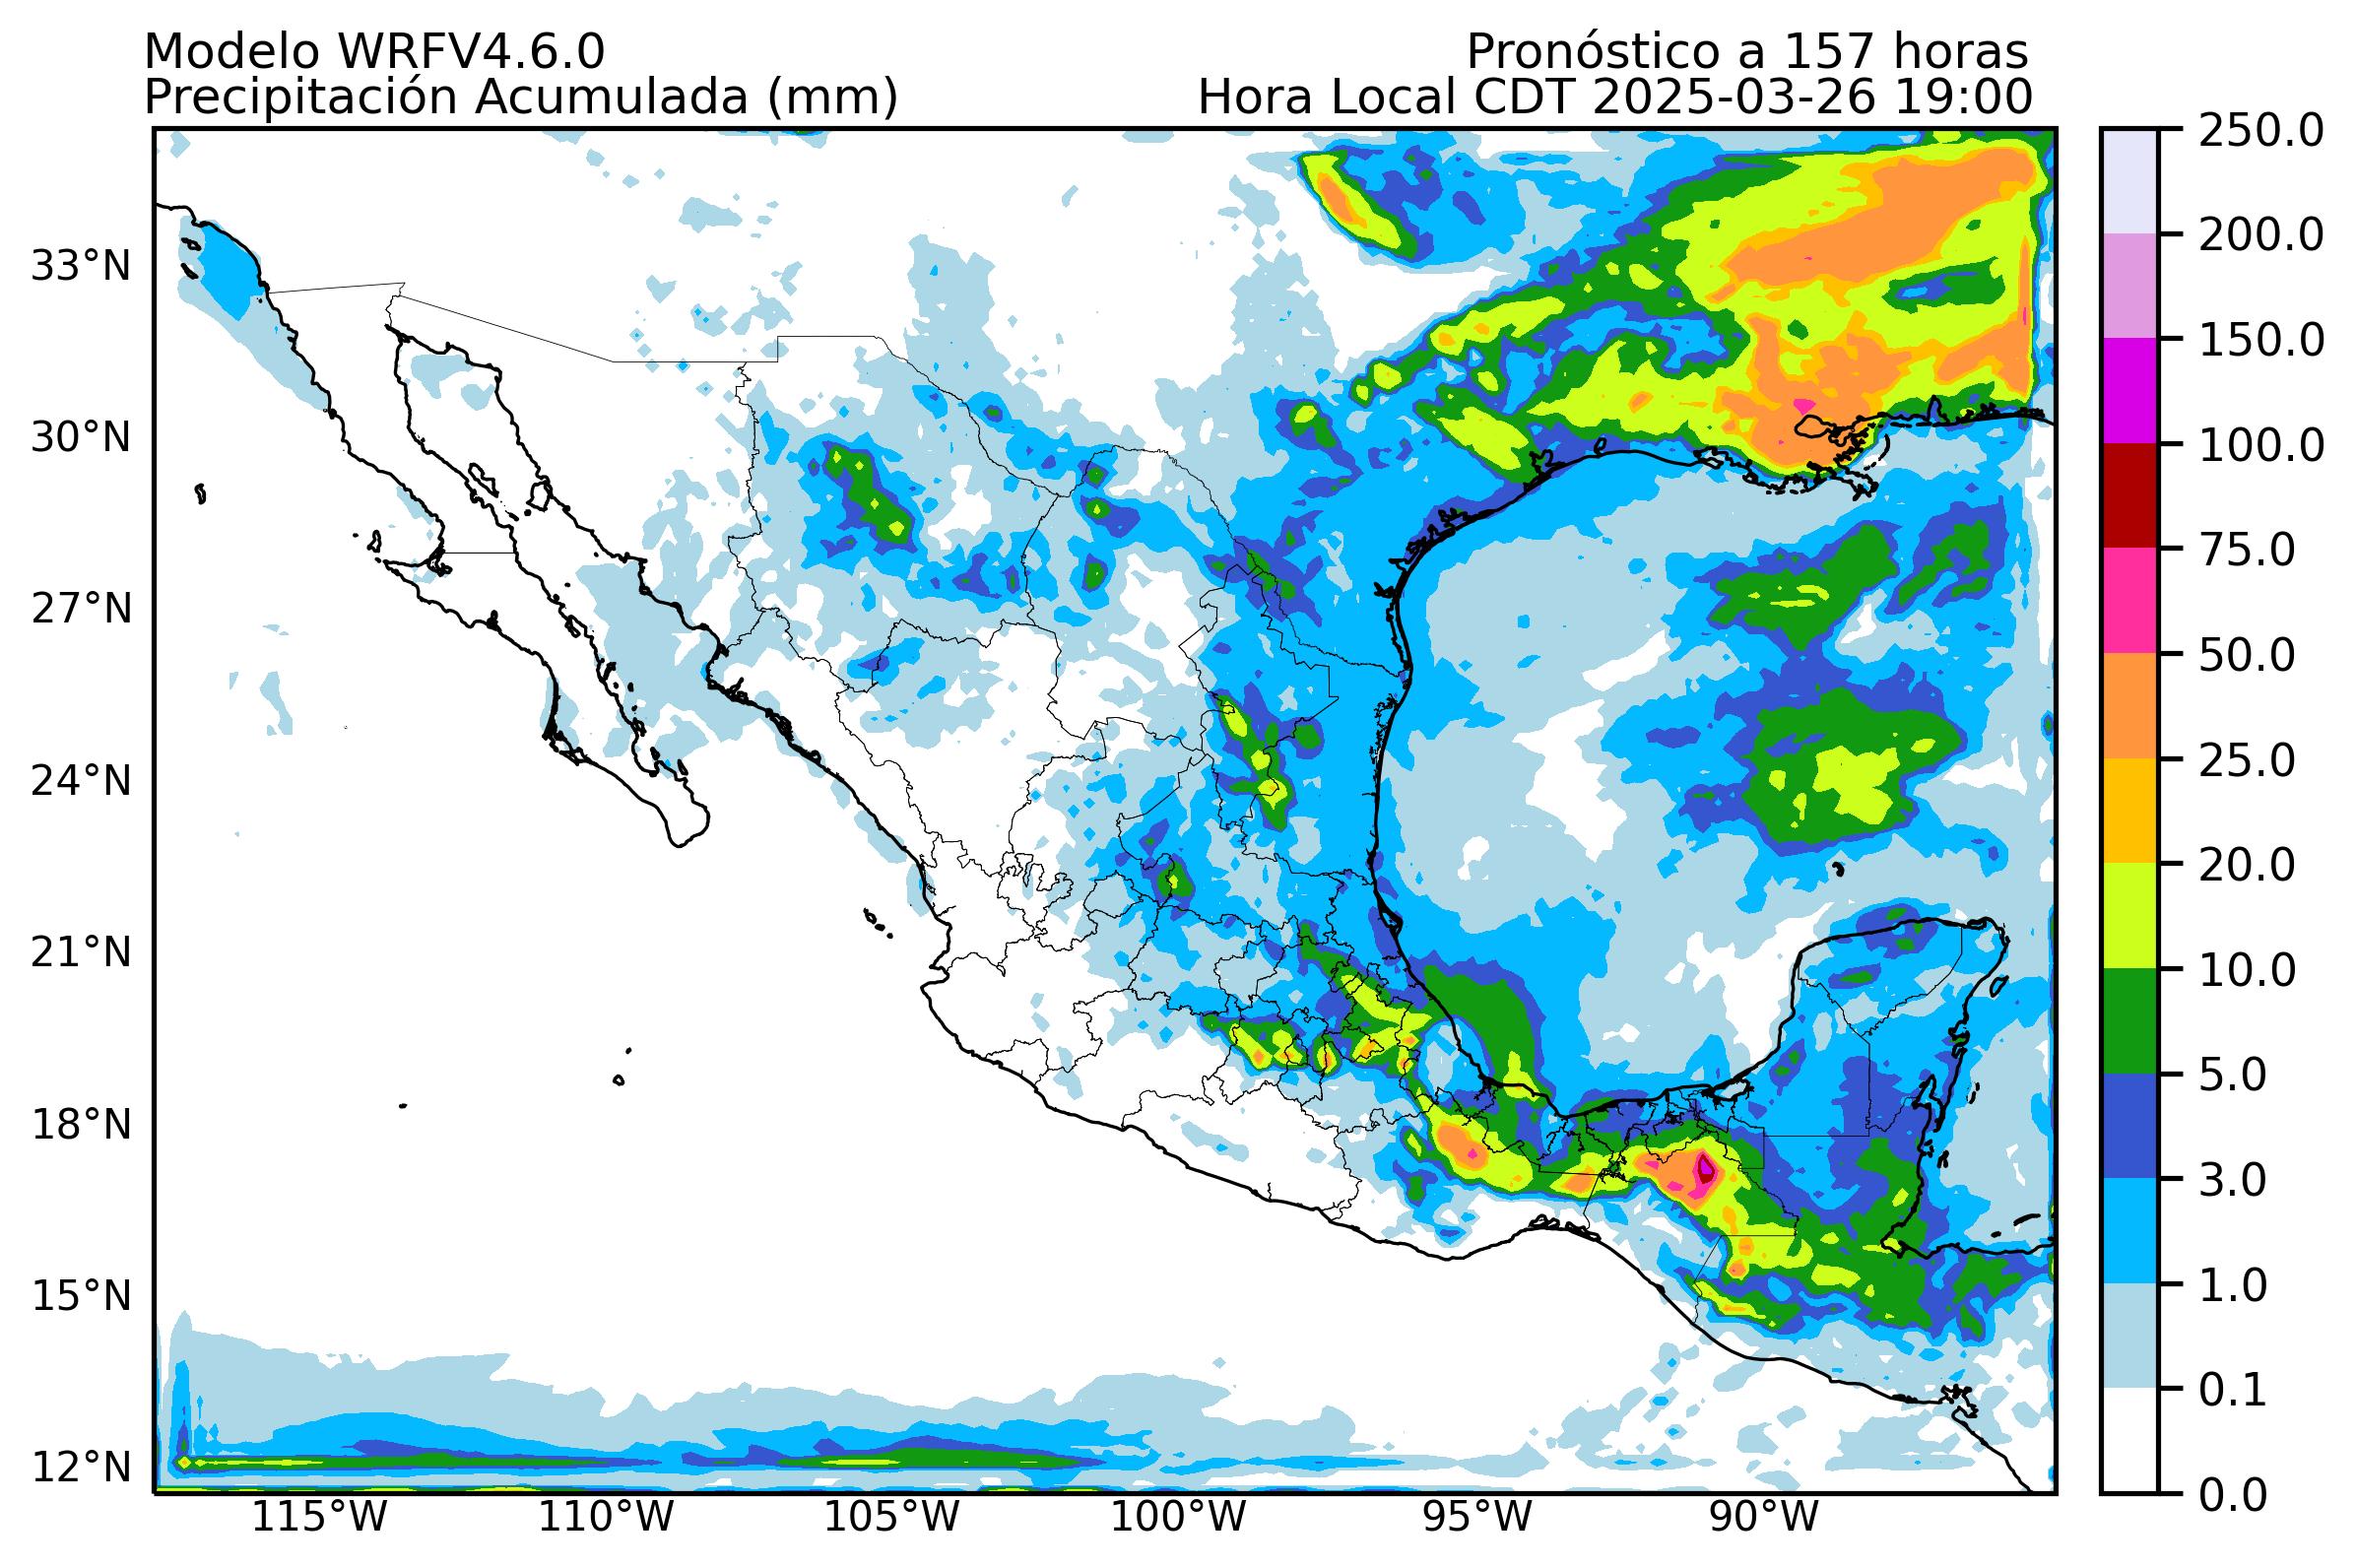 Modelo WRFV4.6.0
Pronóstico a 157 horas
Precipitación Acumulada (mm)
Hora Local CDT 2025-03-26 19:00
33°N
30°N
27°N
24°N
21°N
18°N
15°N
12°N
115°W
110°W
105°W
100°W
95°W
90°W
250.0
200.0
150.0
100.0
75.0
50.0
25.0
20.0
10.0
5.0
3.0
1.0
0.1
0.0